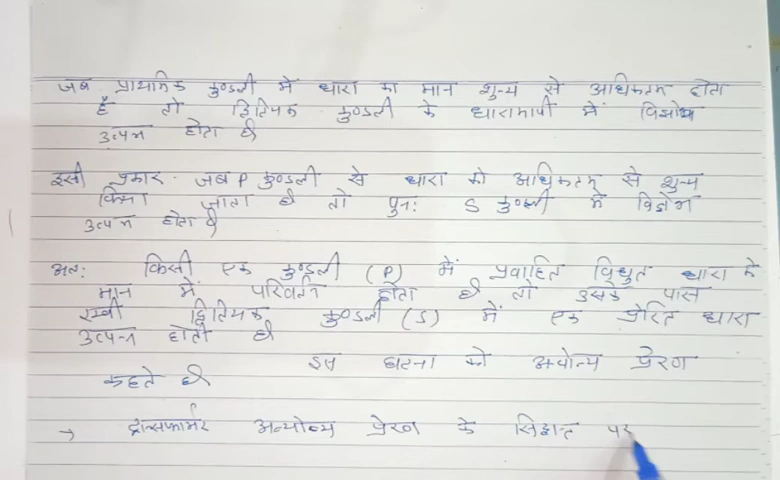 जब प्राथमिक कुण्डली में धारा का मान शुन्य से अधिकतम होता
है तो द्वितियक कुण्डली के धारामापी में विक्षोप
उत्पन्न होता है
इसी प्रकार जब P कुण्डली से धारा को अधिकतम से शुन्य
किया जाता है तो पुनः S कुण्डली में विक्षेप
उत्पन्न होता है
अतः किसी एक कुण्डली (P) में प्रवाहित विधुत धारा के
मान में परिवर्तन होता है तो उसके पास
रखी द्वितियक कुण्डली (S) में एक प्रेरित धारा
उत्पन्न होती है
इस घटना को अन्योन्य प्रेरण
कहते है
→ ट्रान्सफार्मर अन्योन्य प्रेरण के सिद्धान्त पर